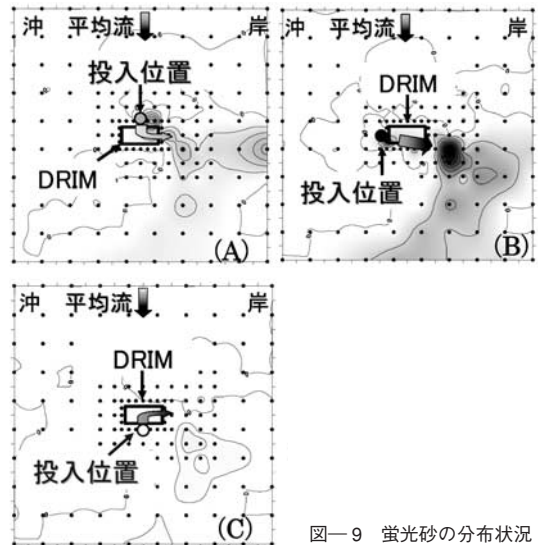 沖 平均流 岸
投入位置
DRIM
(A)
沖 平均流 岸
DRIM
投入位置
(B)
沖 平均流 岸
DRIM
投入位置
(C)
図―9 蛍光砂の分布状況